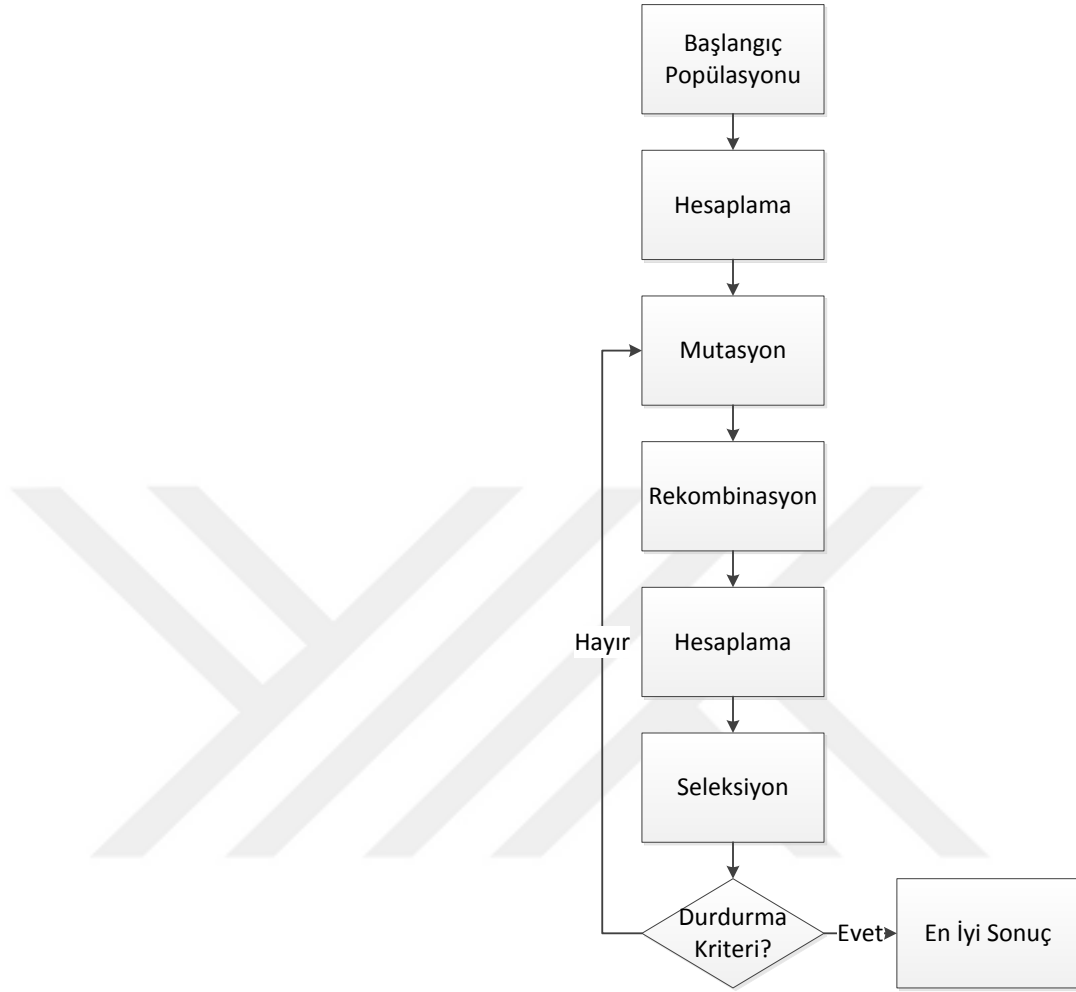 Başlangıç
Popülasyonu
Hesaplama
Mutasyon
Rekombinasyon
Hesaplama
Hayır
Seleksiyon
Durdurma
Kriteri?
Evet
En İyi Sonuç